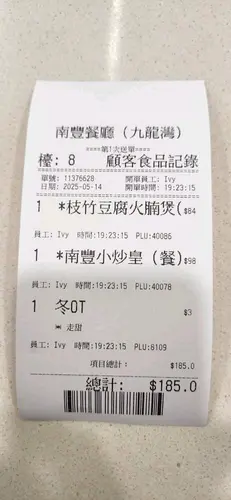 南豐餐廳（九龍灣）
====第1次送單====
檯: 8 顧客食品記錄
單號: 11376628 開單員工: Ivy
日期: 2025-05-14 開單時間: 19:23:15
1 *枝竹豆腐火腩煲( $84
員工: Ivy 時間:19:23:15 PLU:40085
1 *南豐小炒皇（餐) $98
員工: Ivy 時間:19:23:15 PLU:40078
1 冬OT $3
※ 走甜
員工: Ivy 時間:19:23:15 PLU:6109
項目總計: $185.0
總計: $185.0